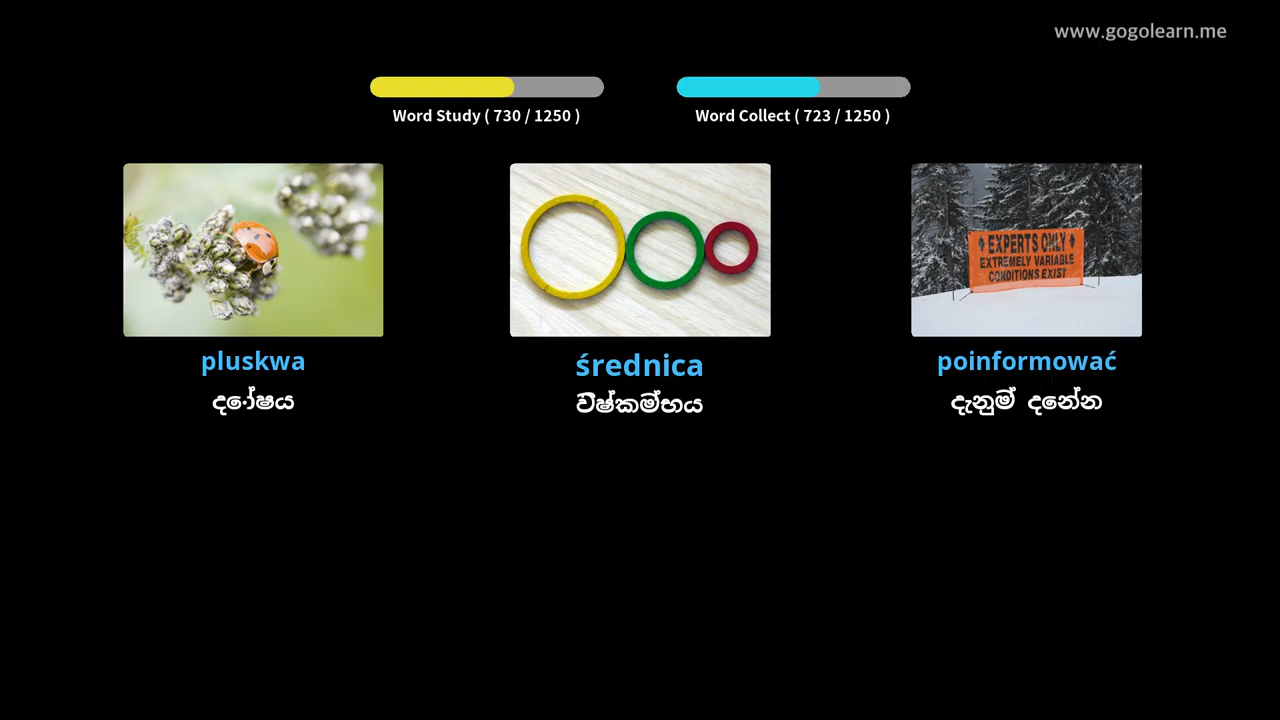 www.gogolearn.me
Word Study ( 730 / 1250 )
Word Collect ( 723 / 1250 )
EXPERTS ONLY
EXTREMELY VARIABLE
CONDITIONS EXIST
pluskwa
średnica
poinformować
දෝෂය
විෂ්කම්භය
දැනුම් දනේන